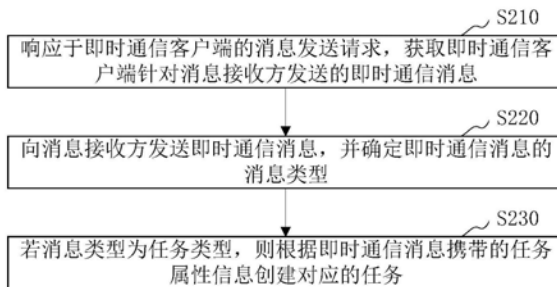 S210
响应于即时通信客户端的消息发送请求，获取即时通信客
户端针对消息接收方发送的即时通信消息
S220
向消息接收方发送即时通信消息，并确定即时通信消息的
消息类型
S230
若消息类型为任务类型，则根据即时通信消息携带的任务
属性信息创建对应的任务